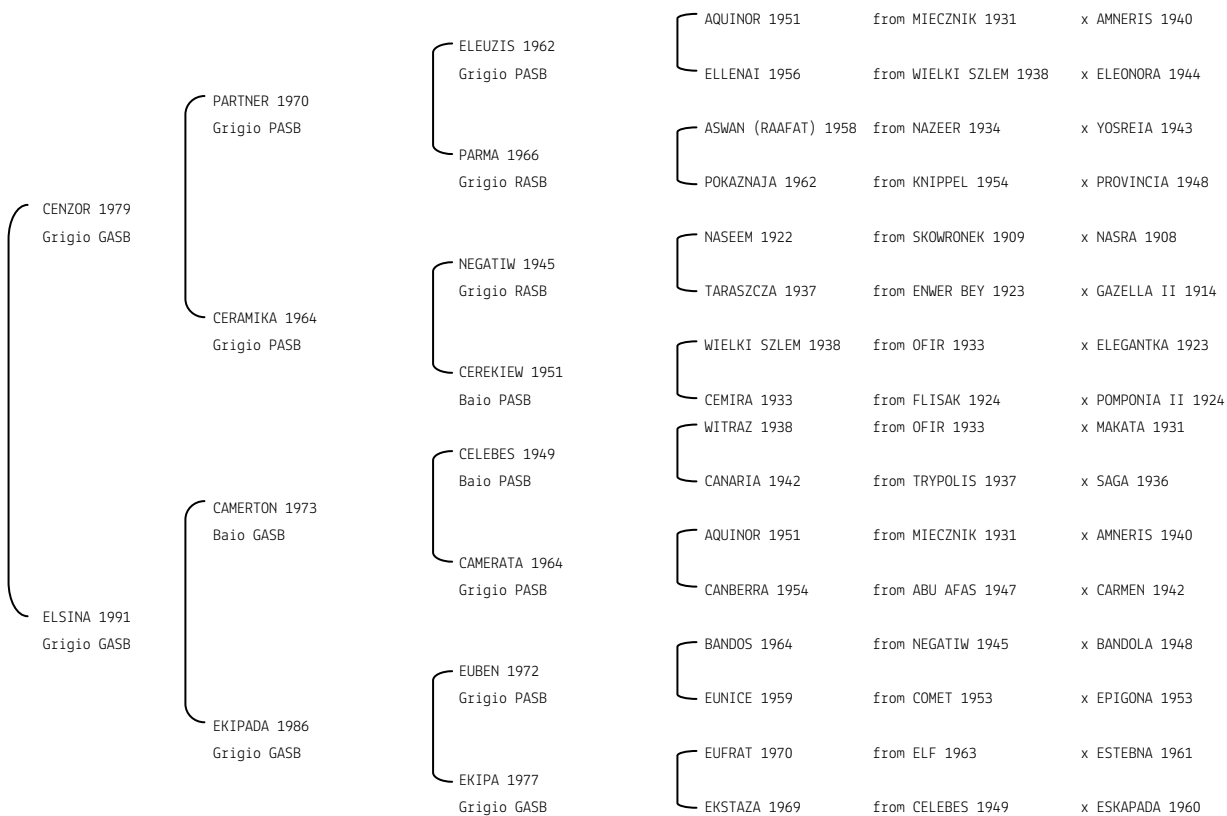 AQUINOR 1951 from MIECZNIK 1931 x AMNERIS 1940
ELEUZIS 1962
Grigio PASB
ELLENAI 1956 from WIELKI SZLEM 1938 x ELEONORA 1944
PARTNER 1970
Grigio PASB
ASWAN (RAAFAT) 1958 from NAZEER 1934 x YOSREIA 1943
PARMA 1966
Grigio RASB
POKAZNAJA 1962 from KNIPPEL 1954 x PROVINCIA 1948
CENZOR 1979
Grigio GASB
NASEEM 1922 from SKOWRONEK 1909 x NASRA 1908
NEGATIW 1945
Grigio RASB
TARASZCZA 1937 from ENWER BEY 1923 x GAZELLA II 1914
CERAMIKA 1964
Grigio PASB
WIELKI SZLEM 1938 from OFIR 1933 x ELEGANTKA 1923
CEREKIEW 1951
Baio PASB
CEMIRA 1933 from FLISAK 1924 x POMPONIA II 1924
WITRAZ 1938 from OFIR 1933 x MAKATA 1931
CELEBES 1949
Baio PASB
CANARIA 1942 from TRYPOLIS 1937 x SAGA 1936
CAMERTON 1973
Baio GASB
AQUINOR 1951 from MIECZNIK 1931 x AMNERIS 1940
CAMERATA 1964
Grigio PASB
CANBERRA 1954 from ABU AFAS 1947 x CARMEN 1942
ELSINA 1991
Grigio GASB
BANDOS 1964 from NEGATIW 1945 x BANDOLA 1948
EUBEN 1972
Grigio PASB
EUNICE 1959 from COMET 1953 x EPIGONA 1953
EKIPADA 1986
Grigio GASB
EUFRAT 1970 from ELF 1963 x ESTEBNA 1961
EKIPA 1977
Grigio GASB
EKSTAZA 1969 from CELEBES 1949 x ESKAPADA 1960